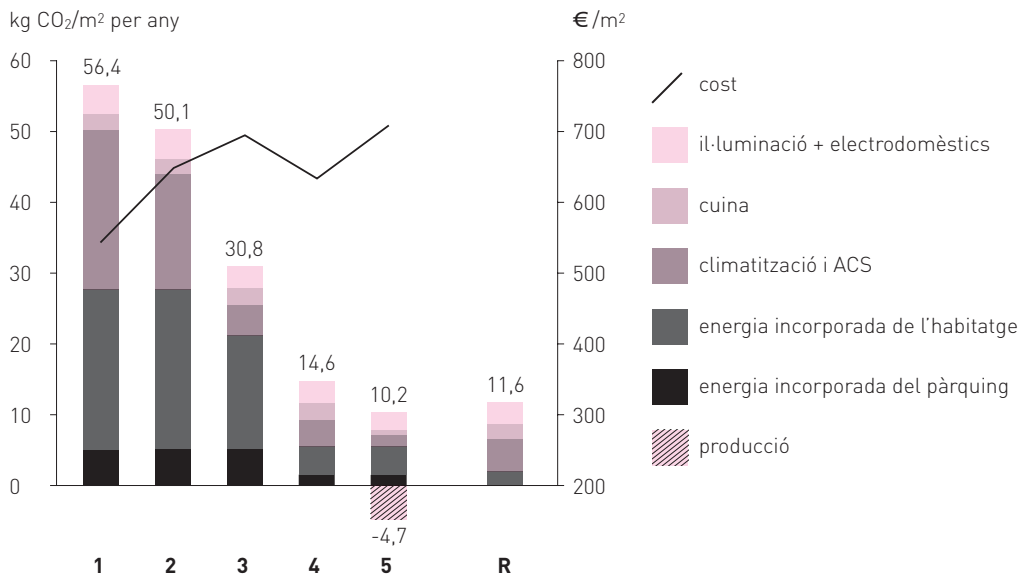 kg CO₂/m² per any
€/m²
60
50
40
30
20
10
0
56,4
50,1
30,8
14,6
10,2
11,6
-4,7
800
700
600
500
400
300
200
1 2 3 4 5 R
cost
il·luminació + electrodomèstics
cuina
climatització i ACS
energia incorporada de l’habitatge
energia incorporada del pàrquing
producció